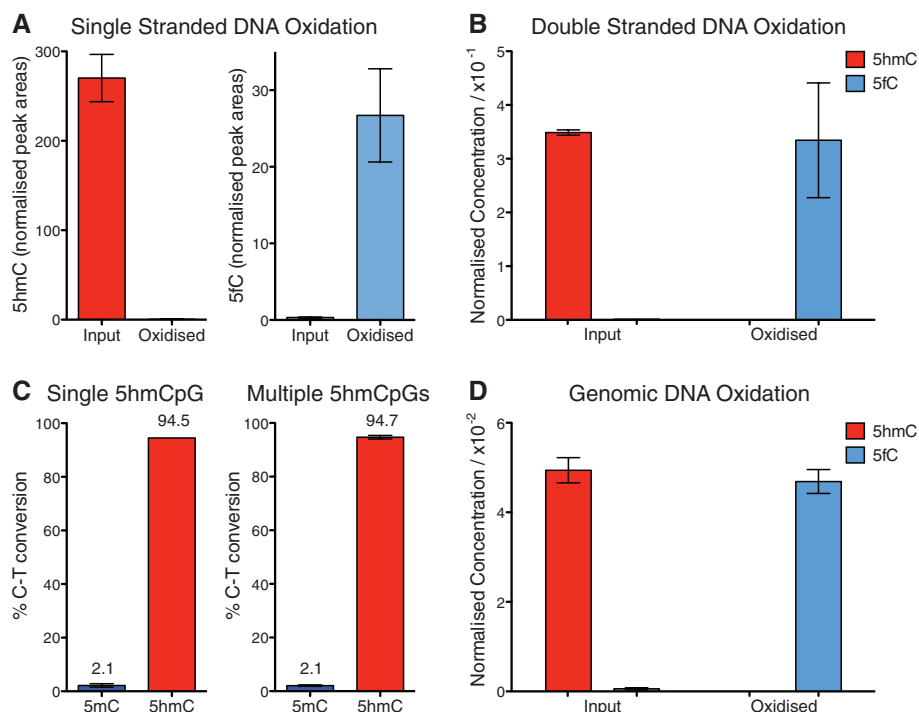 A Single Stranded DNA Oxidation
5hmC (normalised peak areas)
300
200
100
0
Input Oxidised
5fC (normalised peak areas)
30
20
10
0
Input Oxidised
B Double Stranded DNA Oxidation
Normalised Concentration / x10⁻¹
5
4
3
2
1
0
Input Oxidised
5hmC
5fC
C Single 5hmCpG
% C-T conversion
100
80
60
40
20
0
2.1
94.5
5mC 5hmC
Multiple 5hmCpGs
% C-T conversion
100
80
60
40
20
0
2.1
94.7
5mC 5hmC
D Genomic DNA Oxidation
Normalised Concentration / x10⁻²
6
4
2
0
Input Oxidised
5hmC
5fC